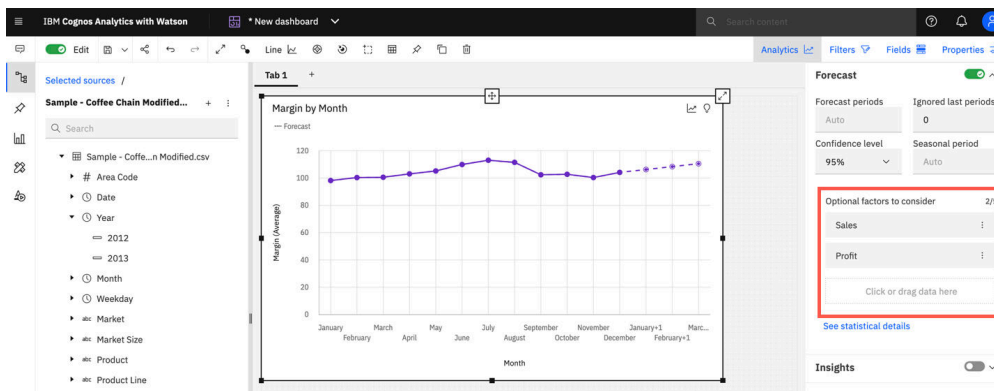 IBM Cognos Analytics with Watson
* New dashboard
Search content
Edit
Line
Analytics
Filters
Fields
Properties
Selected sources /
Sample - Coffee Chain Modified...
Search
Sample - Coffe...n Modified.csv
# Area Code
Date
Year
2012
2013
Month
Weekday
abc Market
abc Market Size
abc Product
abc Product Line
Tab 1 +
Margin by Month
Forecast
Margin (Average)
120
100
80
60
40
20
0
January March May July September November January+1 Marc...
February April June August October December February+1
Month
Forecast
Forecast periods Ignored last periods
Auto 0
Confidence level Seasonal period
95% Auto
Optional factors to consider 2/
Sales
Profit
Click or drag data here
See statistical details
Insights